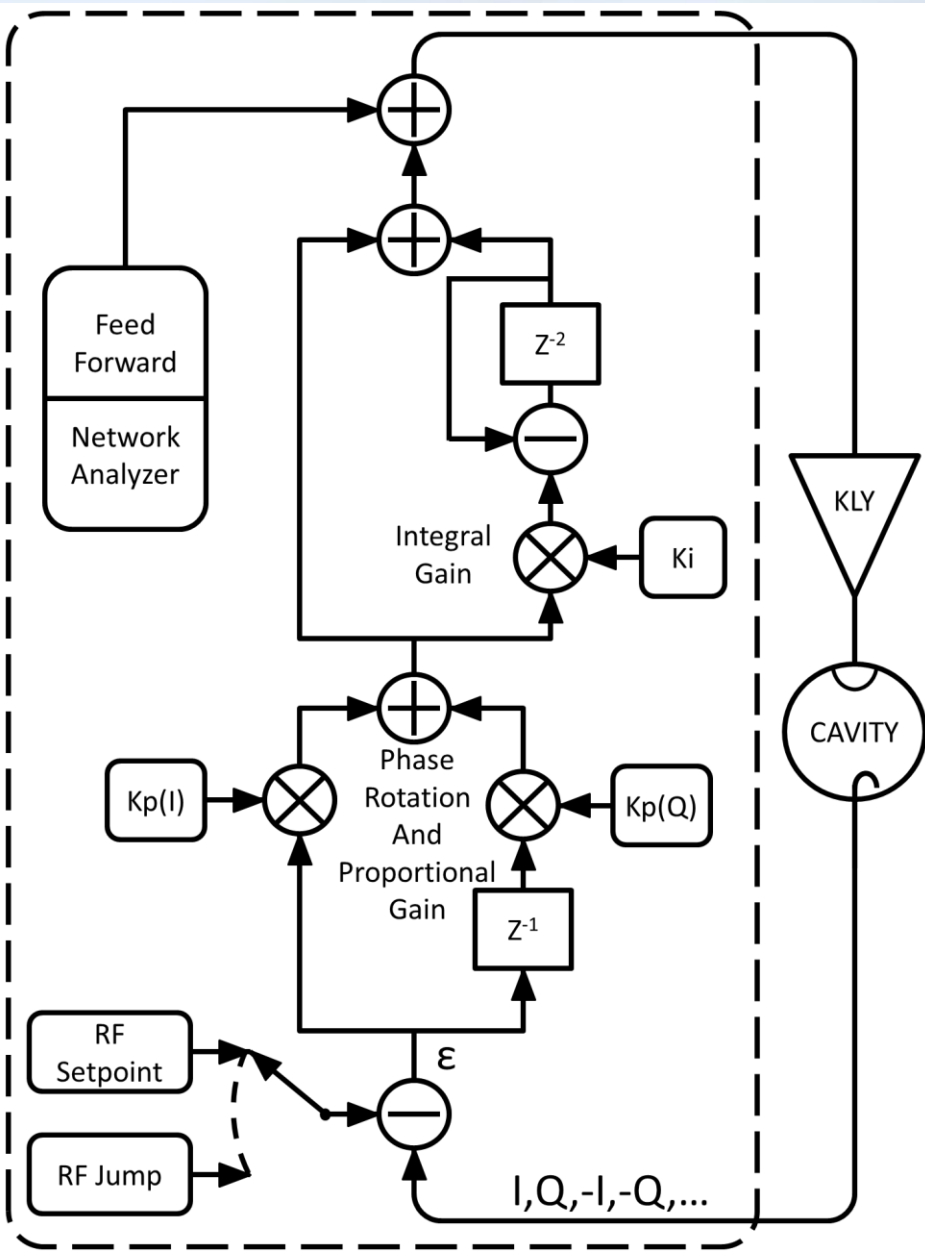 Feed
Forward
Network
Analyzer
Z-2
Integral
Gain
Ki
KLY
CAVITY
Kp(I)
Phase
Rotation
And
Proportional
Gain
Kp(Q)
Z-1
RF
Setpoint
ε
RF Jump
I,Q,-I,-Q,...